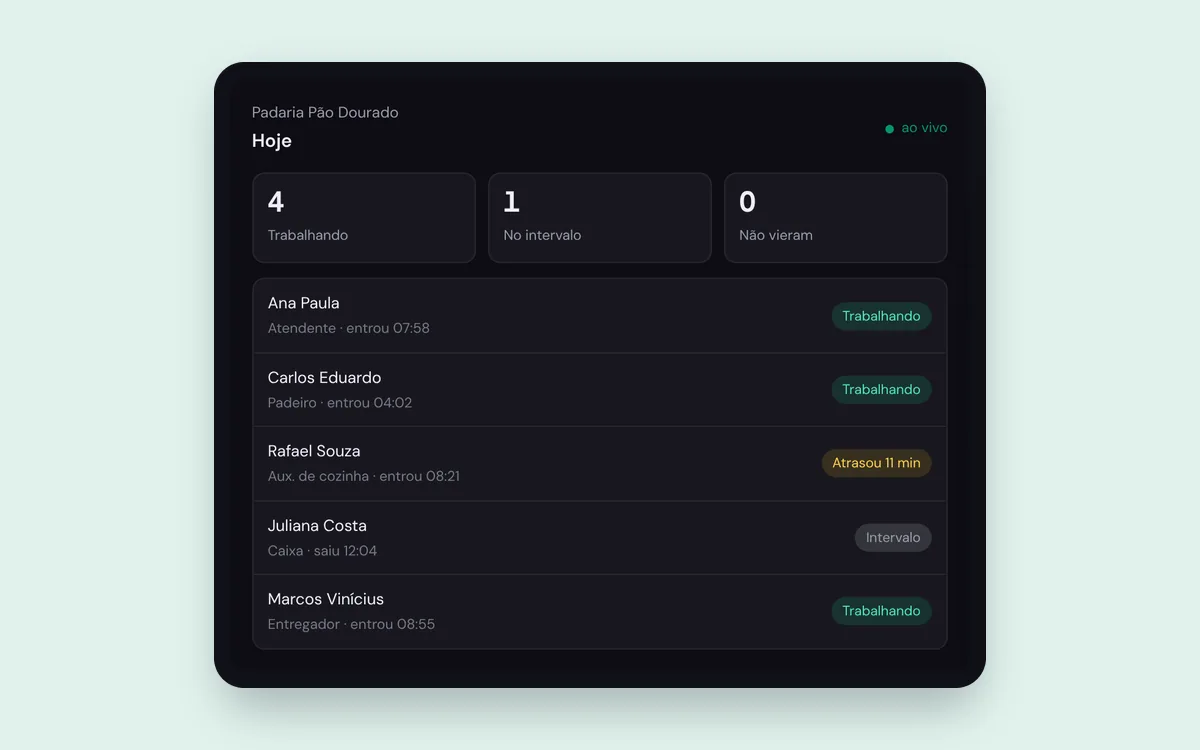 Padaria Pão Dourado
Hoje
ao vivo
4
Trabalhando
1
No intervalo
0
Não vieram
Ana Paula
Atendente · entrou 07:58
Trabalhando
Carlos Eduardo
Padeiro · entrou 04:02
Trabalhando
Rafael Souza
Aux. de cozinha · entrou 08:21
Atrasou 11 min
Juliana Costa
Caixa · saiu 12:04
Intervalo
Marcos Vinícius
Entregador · entrou 08:55
Trabalhando